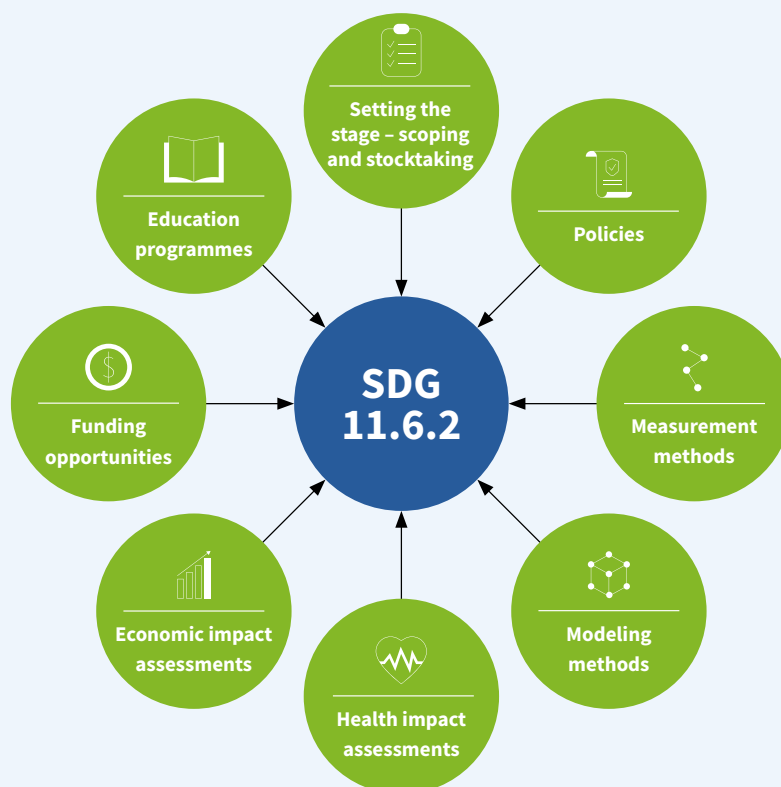 Setting the
stage – scoping
and stocktaking
Policies
Measurement
methods
Modeling
methods
Health impact
assessments
Economic impact
assessments
Funding
opportunities
Education
programmes
SDG
11.6.2